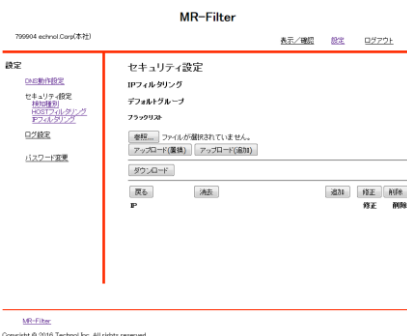 MR-Filter
799904 echnol.Corp(本社)
表示/確認 設定 ログアウト
設定
DNS動作設定
セキュリティ設定
検知種別
HOSTフィルタリング
IPフィルタリング
ログ設定
パスワード変更
セキュリティ設定
IPフィルタリング
デフォルトグループ
ブラックリスト
参照... ファイルが選択されていません。
アップロード(置換) アップロード(追加)
ダウンロード
戻る 消去 追加 修正 削除
IP 修正 削除
MR-Filter
Copyright © 2016 Technol Inc. All rights reserved.